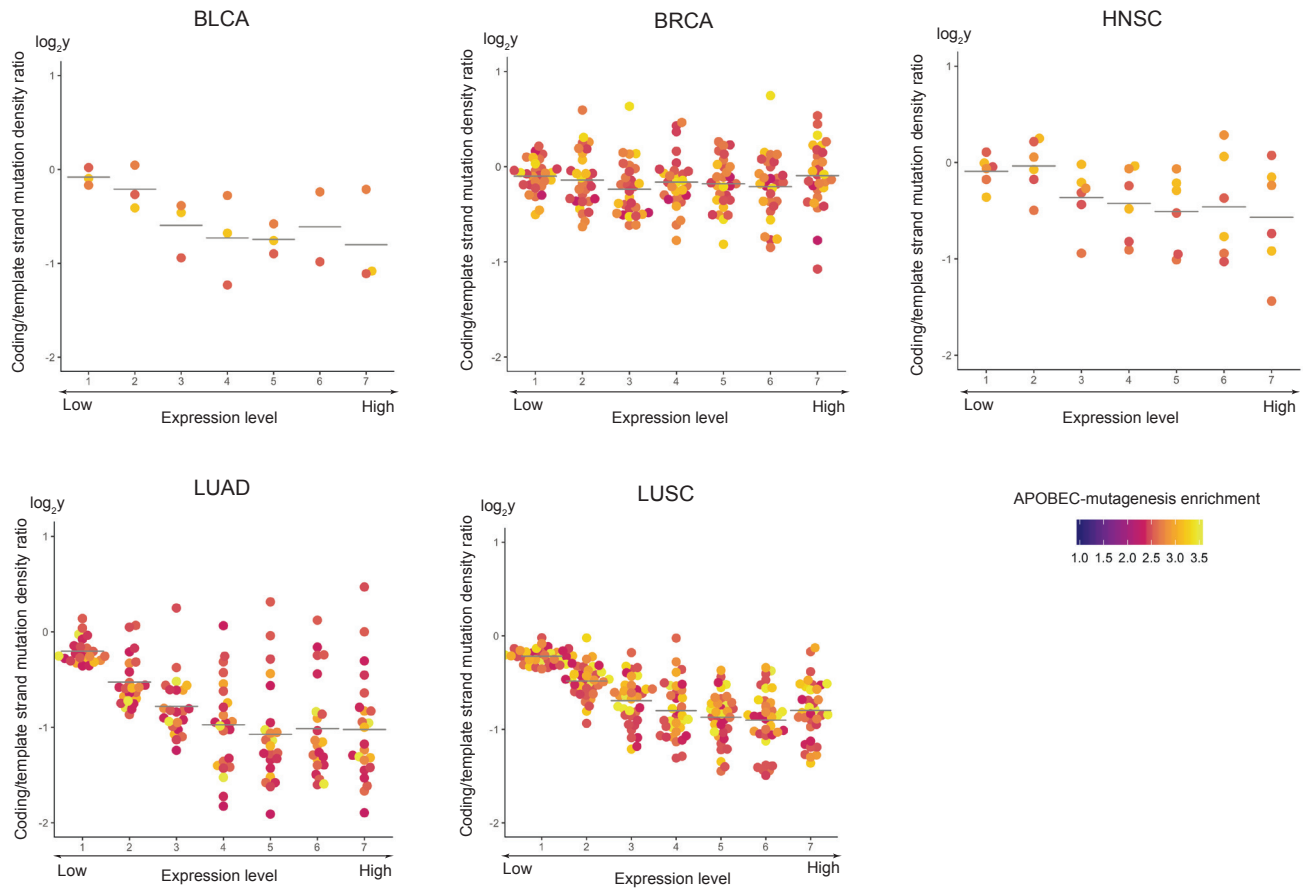 BLCA
log₂y
Coding/template strand mutation density ratio
1
0
-1
-2
1 2 3 4 5 6 7
Low High
Expression level
BRCA
log₂y
Coding/template strand mutation density ratio
1
0
-1
-2
1 2 3 4 5 6 7
Low High
Expression level
HNSC
log₂y
Coding/template strand mutation density ratio
1
0
-1
-2
1 2 3 4 5 6 7
Low High
Expression level
LUAD
log₂y
Coding/template strand mutation density ratio
1
0
-1
-2
1 2 3 4 5 6 7
Low High
Expression level
LUSC
log₂y
Coding/template strand mutation density ratio
1
0
-1
-2
1 2 3 4 5 6 7
Low High
Expression level
APOBEC-mutagenesis enrichment
1.0 1.5 2.0 2.5 3.0 3.5